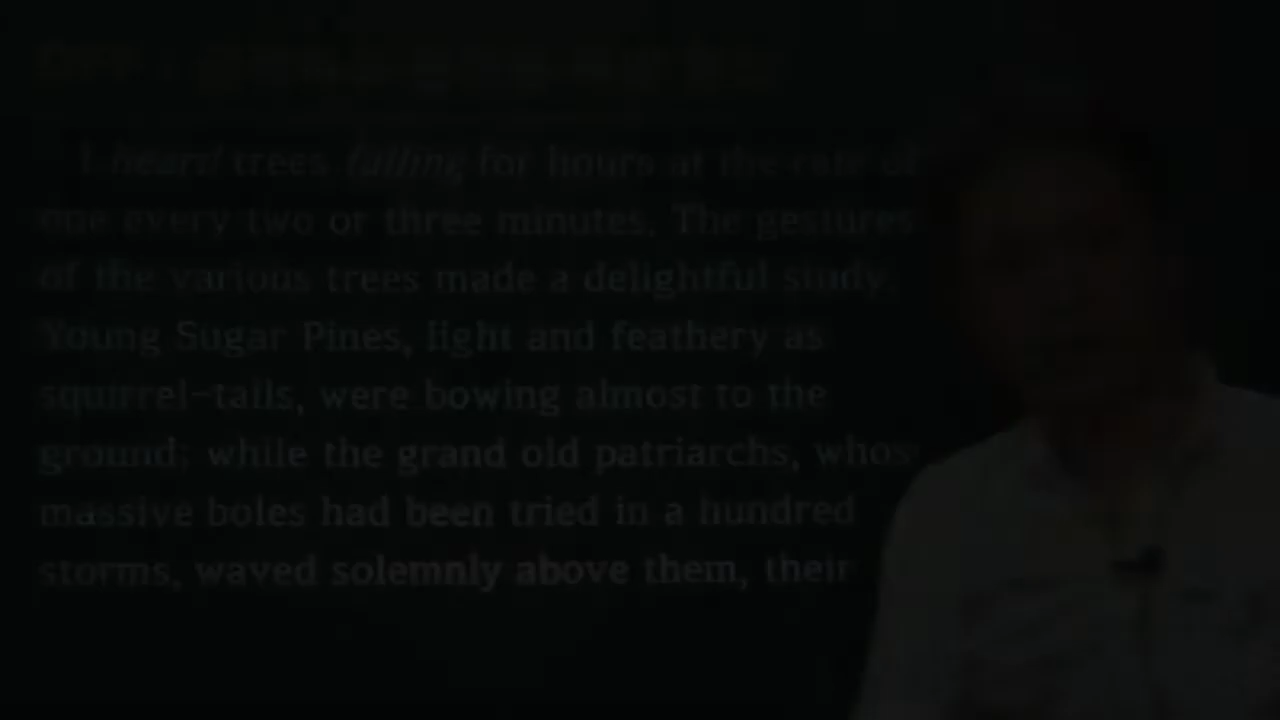 I heard trees falling for hours at the rate of
one every two or three minutes. The gestures
of the various trees made a delightful study.
Young Sugar Pines, light and feathery as
squirrel-tails, were bowing almost to the
ground; while the grand old patriarchs, whos
massive boles had been tried in a hundred
storms, waved solemnly above them, their